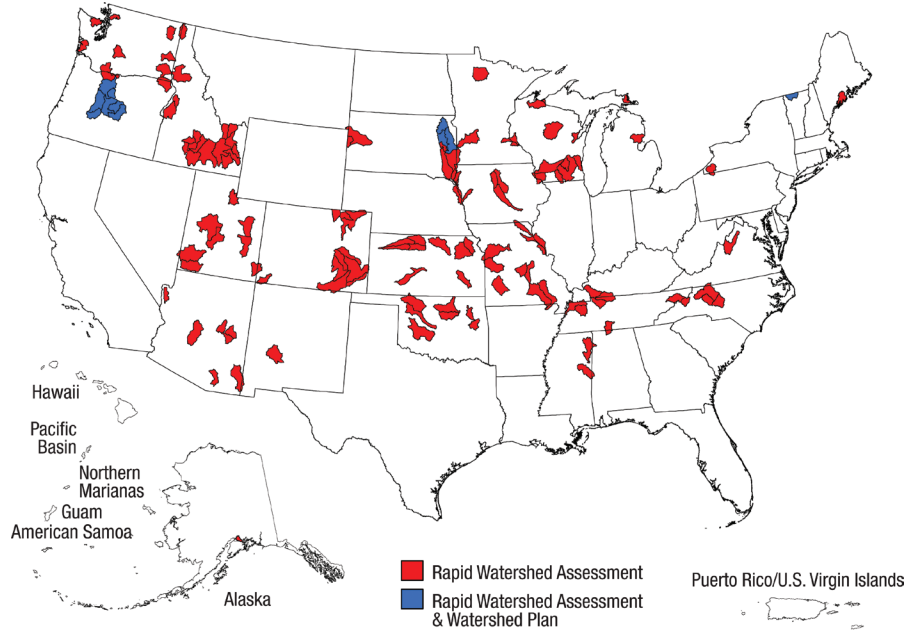 Hawaii
Pacific
Basin
Northern
Marianas
Guam
American Samoa
Alaska
Rapid Watershed Assessment
Rapid Watershed Assessment
& Watershed Plan
Puerto Rico/U.S. Virgin Islands